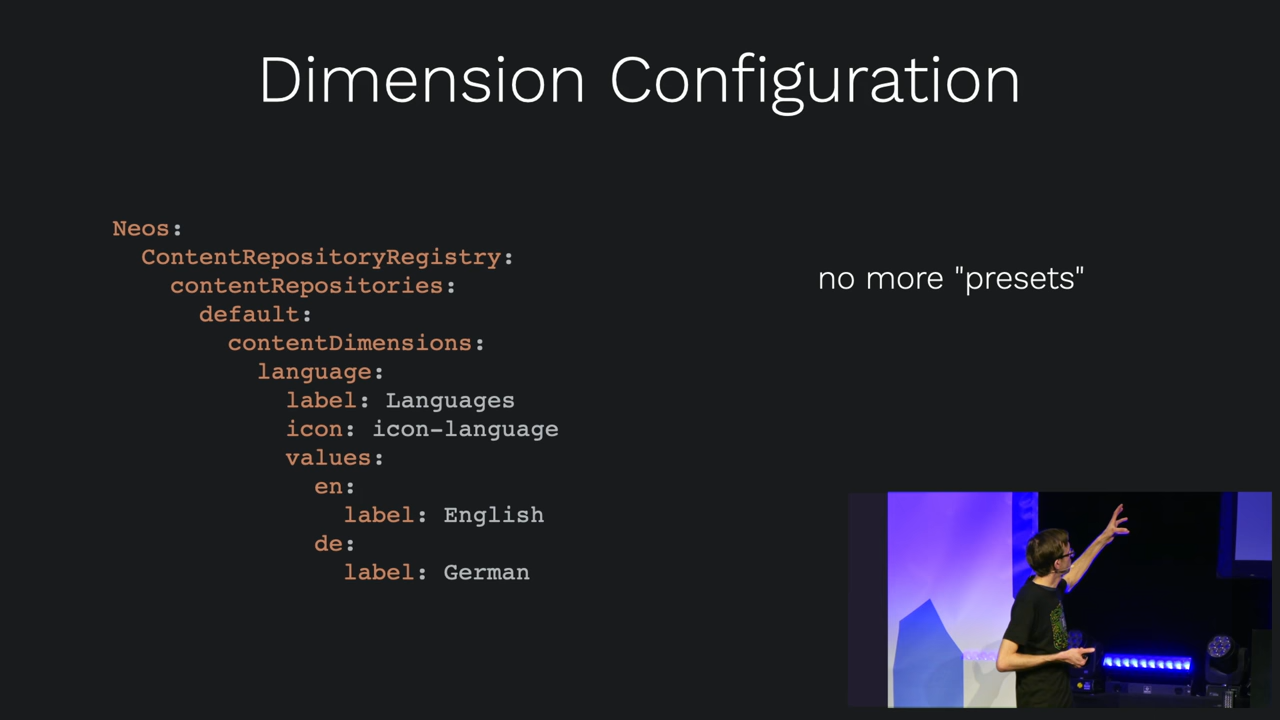 Dimension Configuration
Neos:
  ContentRepositoryRegistry:
    contentRepositories:
      default:
        contentDimensions:
          language:
            label: Languages
            icon: icon-language
            values:
              en:
                label: English
              de:
                label: German
no more "presets"